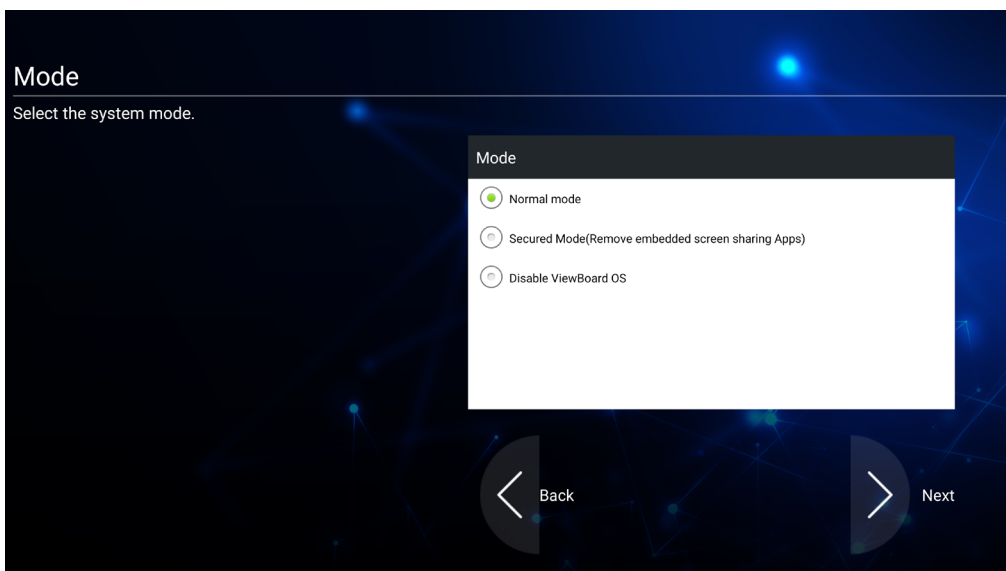 Mode
Select the system mode.
Mode
Normal mode
Secured Mode(Remove embedded screen sharing Apps)
Disable ViewBoard OS
Back
Next